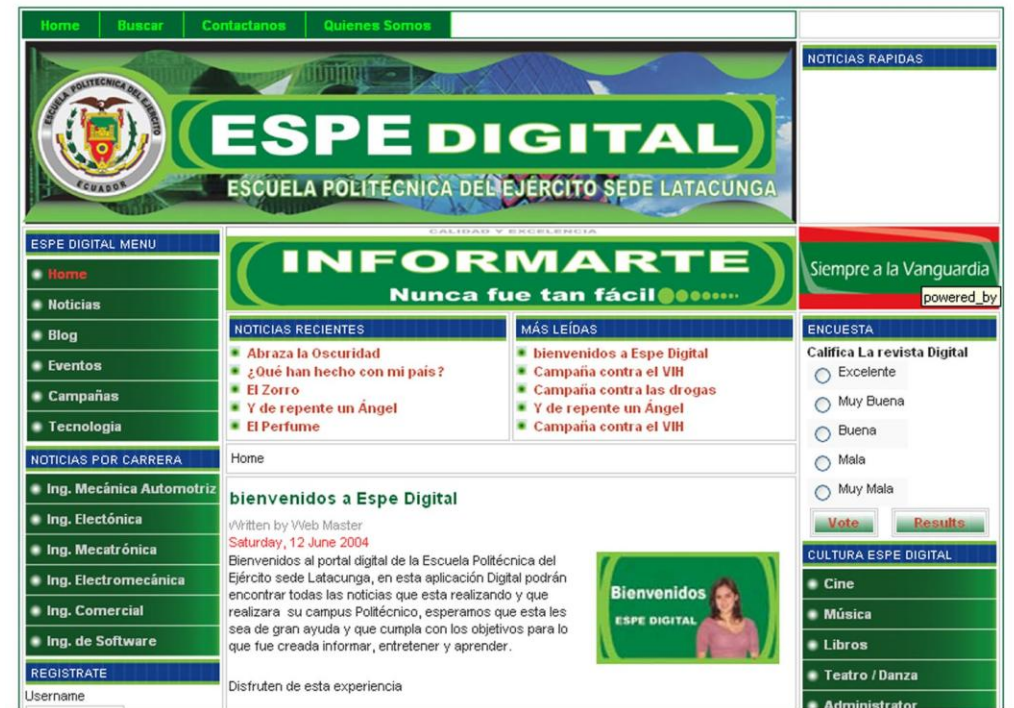 Home Buscar Contactanos Quienes Somos
ESCUELA POLITECNICA DEL EJERCITO
ECUADOR
ESPE DIGITAL
ESCUELA POLITÉCNICA DEL EJÉRCITO SEDE LATACUNGA
NOTICIAS RAPIDAS
ESPE DIGITAL MENU
Home
Noticias
Blog
Eventos
Campañas
Tecnologia
NOTICIAS POR CARRERA
Ing. Mecánica Automotriz
Ing. Electónica
Ing. Mecatrónica
Ing. Electromecánica
Ing. Comercial
Ing. de Software
REGISTRATE
Username
CALIDAD Y EXCELENCIA
INFORMARTE
Nunca fue tan fácil
NOTICIAS RECIENTES
Abraza la Oscuridad
¿Qué han hecho con mi país?
El Zorro
Y de repente un Ángel
El Perfume
MÁS LEÍDAS
bienvenidos a Espe Digital
Campaña contra el VIH
Campaña contra las drogas
Y de repente un Ángel
Campaña contra el VIH
Home
bienvenidos a Espe Digital
Written by Web Master
Saturday, 12 June 2004
Bienvenidos al portal digital de la Escuela Politécnica del
Ejército sede Latacunga, en esta aplicación Digital podrán
encontrar todas las noticias que esta realizando y que
realizara su campus Politécnico, esperamos que esta les
sea de gran ayuda y que cumpla con los objetivos para lo
que fue creada informar, entretener y aprender.
Disfruten de esta experiencia
Bienvenidos
ESPE DIGITAL
Siempre a la Vanguardia
powered_by
ENCUESTA
Califica La revista Digital
Excelente
Muy Buena
Buena
Mala
Muy Mala
Vote Results
CULTURA ESPE DIGITAL
Cine
Música
Libros
Teatro / Danza
Administrator